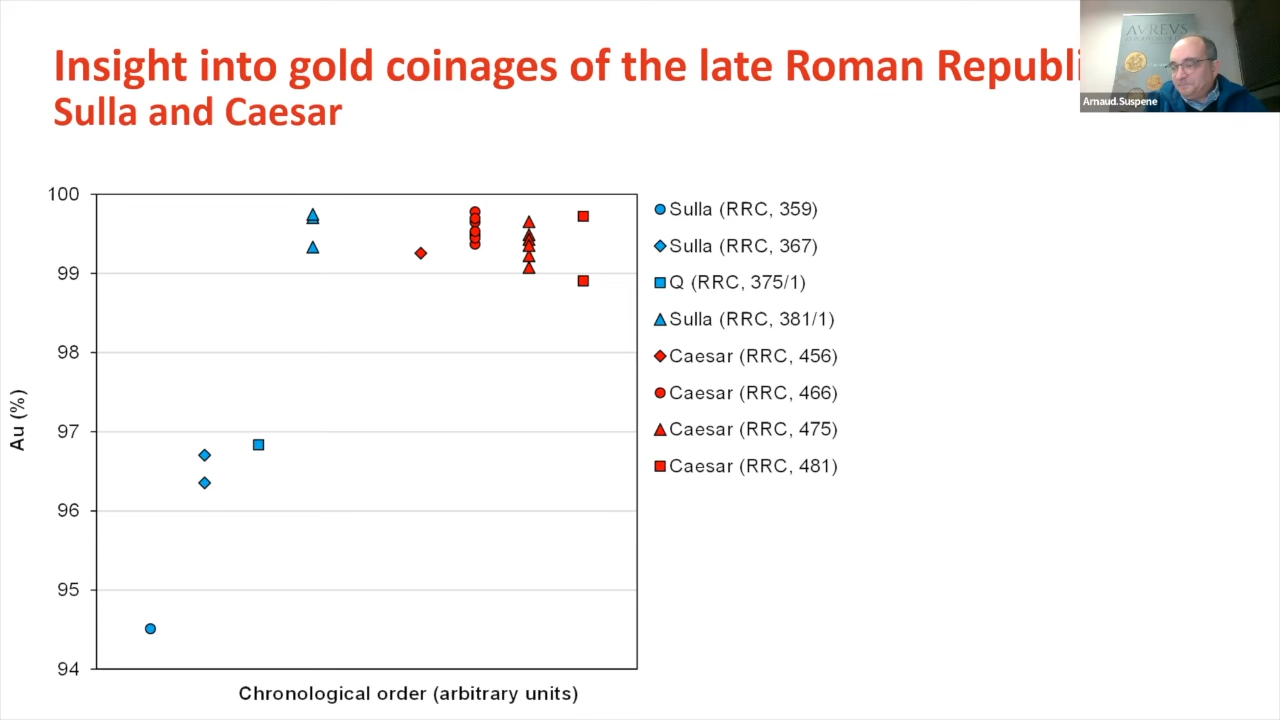 Insight into gold coinages of the late Roman Republi
Sulla and Caesar
AVREVS
Arnaud.Suspene
100
99
98
97
96
95
94
Au (%)
Chronological order (arbitrary units)
Sulla (RRC, 359)
Sulla (RRC, 367)
Q (RRC, 375/1)
Sulla (RRC, 381/1)
Caesar (RRC, 456)
Caesar (RRC, 466)
Caesar (RRC, 475)
Caesar (RRC, 481)